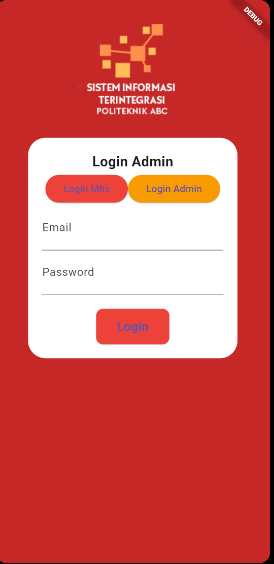 DEBUG
SISTEM INFORMASI
TERINTEGRASI
POLITEKNIK ABC
Login Admin
Login Mhs Login Admin
Email
Password
Login